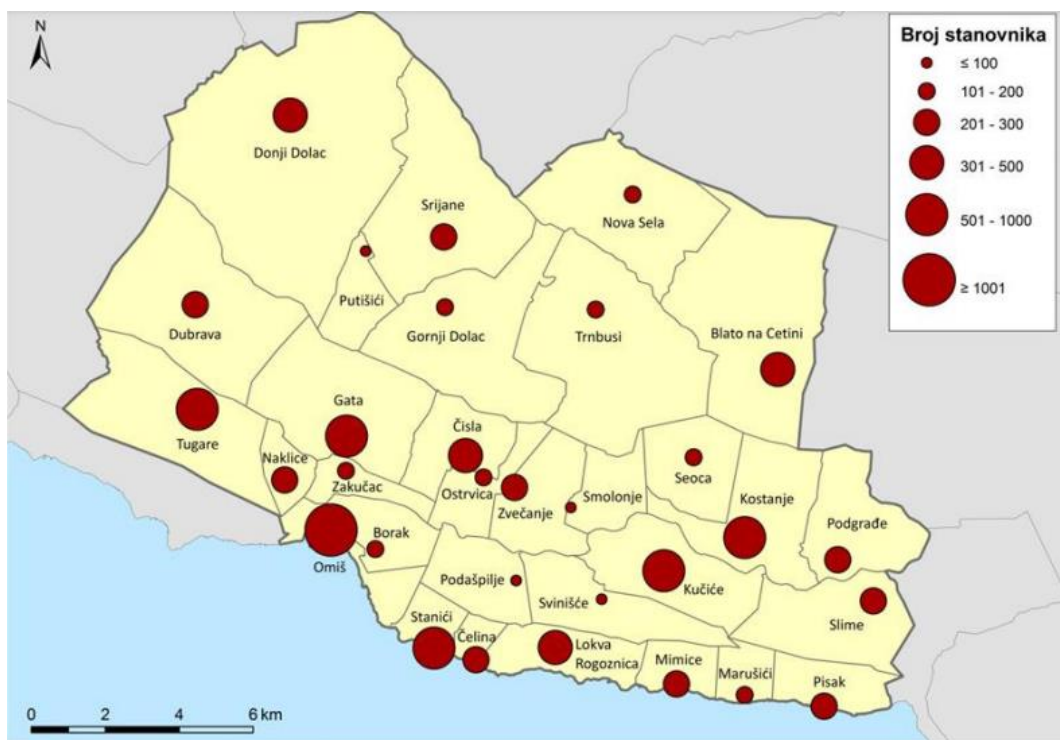 N
Broj stanovnika
≤ 100
101 - 200
201 - 300
301 - 500
501 - 1000
≥ 1001
Donji Dolac
Srijane
Nova Sela
Putišići
Dubrava
Gornji Dolac
Trnbusi
Blato na Cetini
Gata
Čisla
Tugare
Naklice
Zakučac
Ostrvica
Zvečanje
Smolonje
Seoca
Kostanje
Podgrađe
Borak
Omiš
Podašpilje
Svinišće
Kučiće
Slime
Stanići
Čelina
Lokva
Rogoznica
Mimice
Marušići
Pisak
0 2 4 6 km